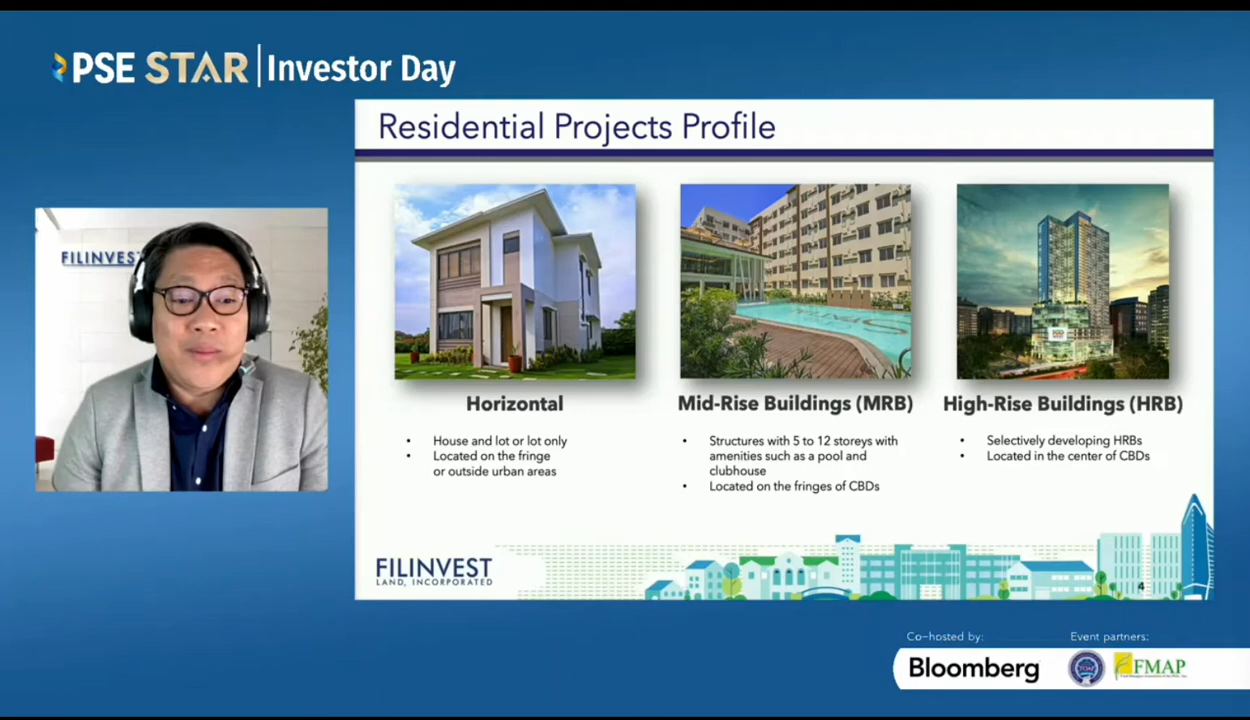 PSE STAR Investor Day
Residential Projects Profile
FILINVEST
Horizontal
• House and lot or lot only
• Located on the fringe
or outside urban areas
Mid-Rise Buildings (MRB)
• Structures with 5 to 12 storeys with
amenities such as a pool and
clubhouse
• Located on the fringes of CBDs
High-Rise Buildings (HRB)
• Selectively developing HRBs
• Located in the center of CBDs
FILINVEST
LAND, INCORPORATED
4
Co-hosted by:
Bloomberg
Event partners:
FMAP